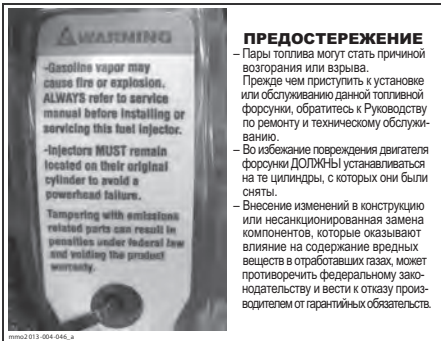 WARNING
-Gasoline vapor may
cause fire or explosion.
ALWAYS refer to service
manual before installing or
servicing this fuel injector.
-Injectors MUST remain
located on their original
cylinder to avoid a
powerhead failure.
Tampering with emissions
related parts can result in
penalties under federal law
and voiding the product
warranty.
mmo2013-004-046_a
ПРЕДОСТЕРЕЖЕНИЕ
– Пары топлива могут стать причиной
возгорания или взрыва.
Прежде чем приступить к установке
или обслуживанию данной топливной
форсунки, обратитесь к Руководству
по ремонту и техническому обслужи-
ванию.
– Во избежание повреждения двигателя
форсунки ДОЛЖНЫ устанавливаться
на те цилиндры, с которых они были
сняты.
– Внесение изменений в конструкцию
или несанкционированная замена
компонентов, которые оказывают
влияние на содержание вредных
веществ в отработавших газах, может
противоречить федеральному зако-
нодательству и вести к отказу произ-
водителем от гарантийных обязательств.